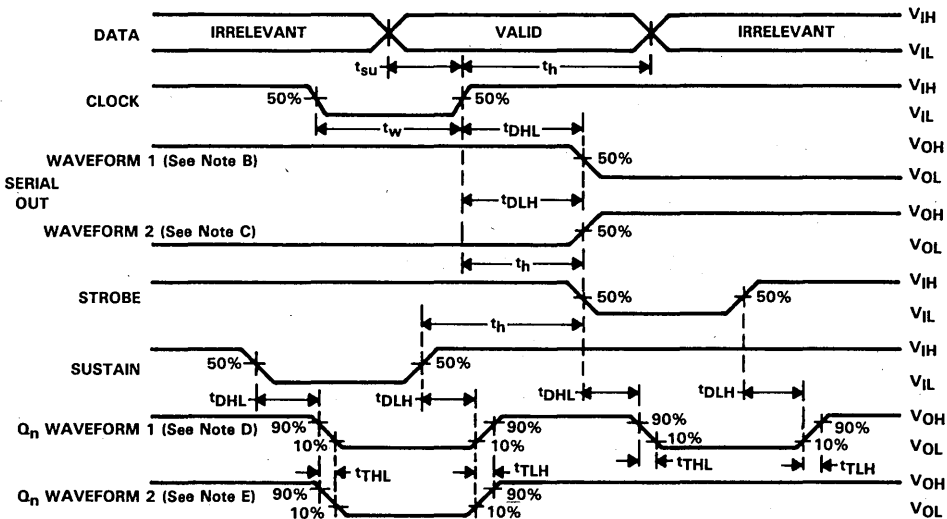 DATA IRRELEVANT VALID IRRELEVANT VIH
VIL
tsu th
CLOCK 50% 50% VIH
VIL
tw tDHL
WAVEFORM 1 (See Note B) 50% VOH
VOL
SERIAL
OUT
tDLH
WAVEFORM 2 (See Note C) 50% VOH
VOL
th
STROBE 50% 50% VIH
VIL
th
SUSTAIN 50% 50% VIH
VIL
tDHL tDLH tDHL tDLH
Qn WAVEFORM 1 (See Note D) 90% 90% 90% 90% VOH
10% 10% 10% 10% VOL
tTHL tTLH tTHL tTLH
Qn WAVEFORM 2 (See Note E) 90% 90% VOH
10% 10% VOL